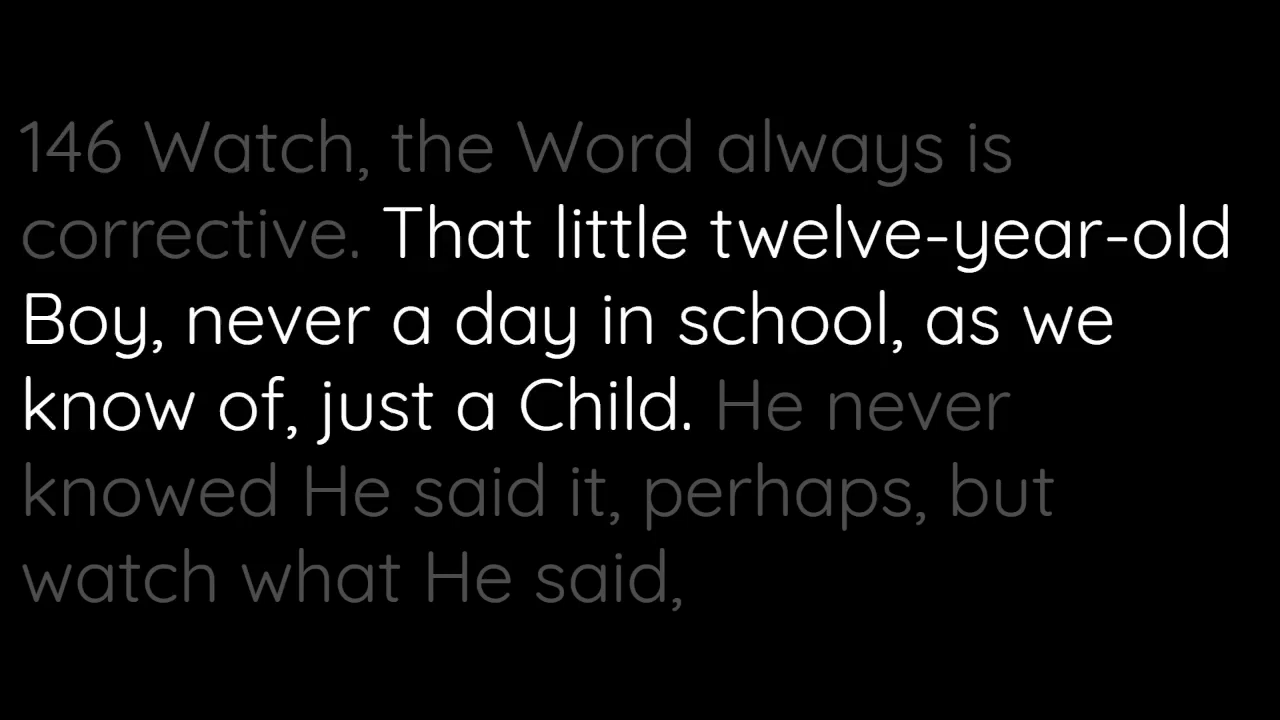 146 Watch, the Word always is
corrective. That little twelve-year-old
Boy, never a day in school, as we
know of, just a Child. He never
knowed He said it, perhaps, but
watch what He said,